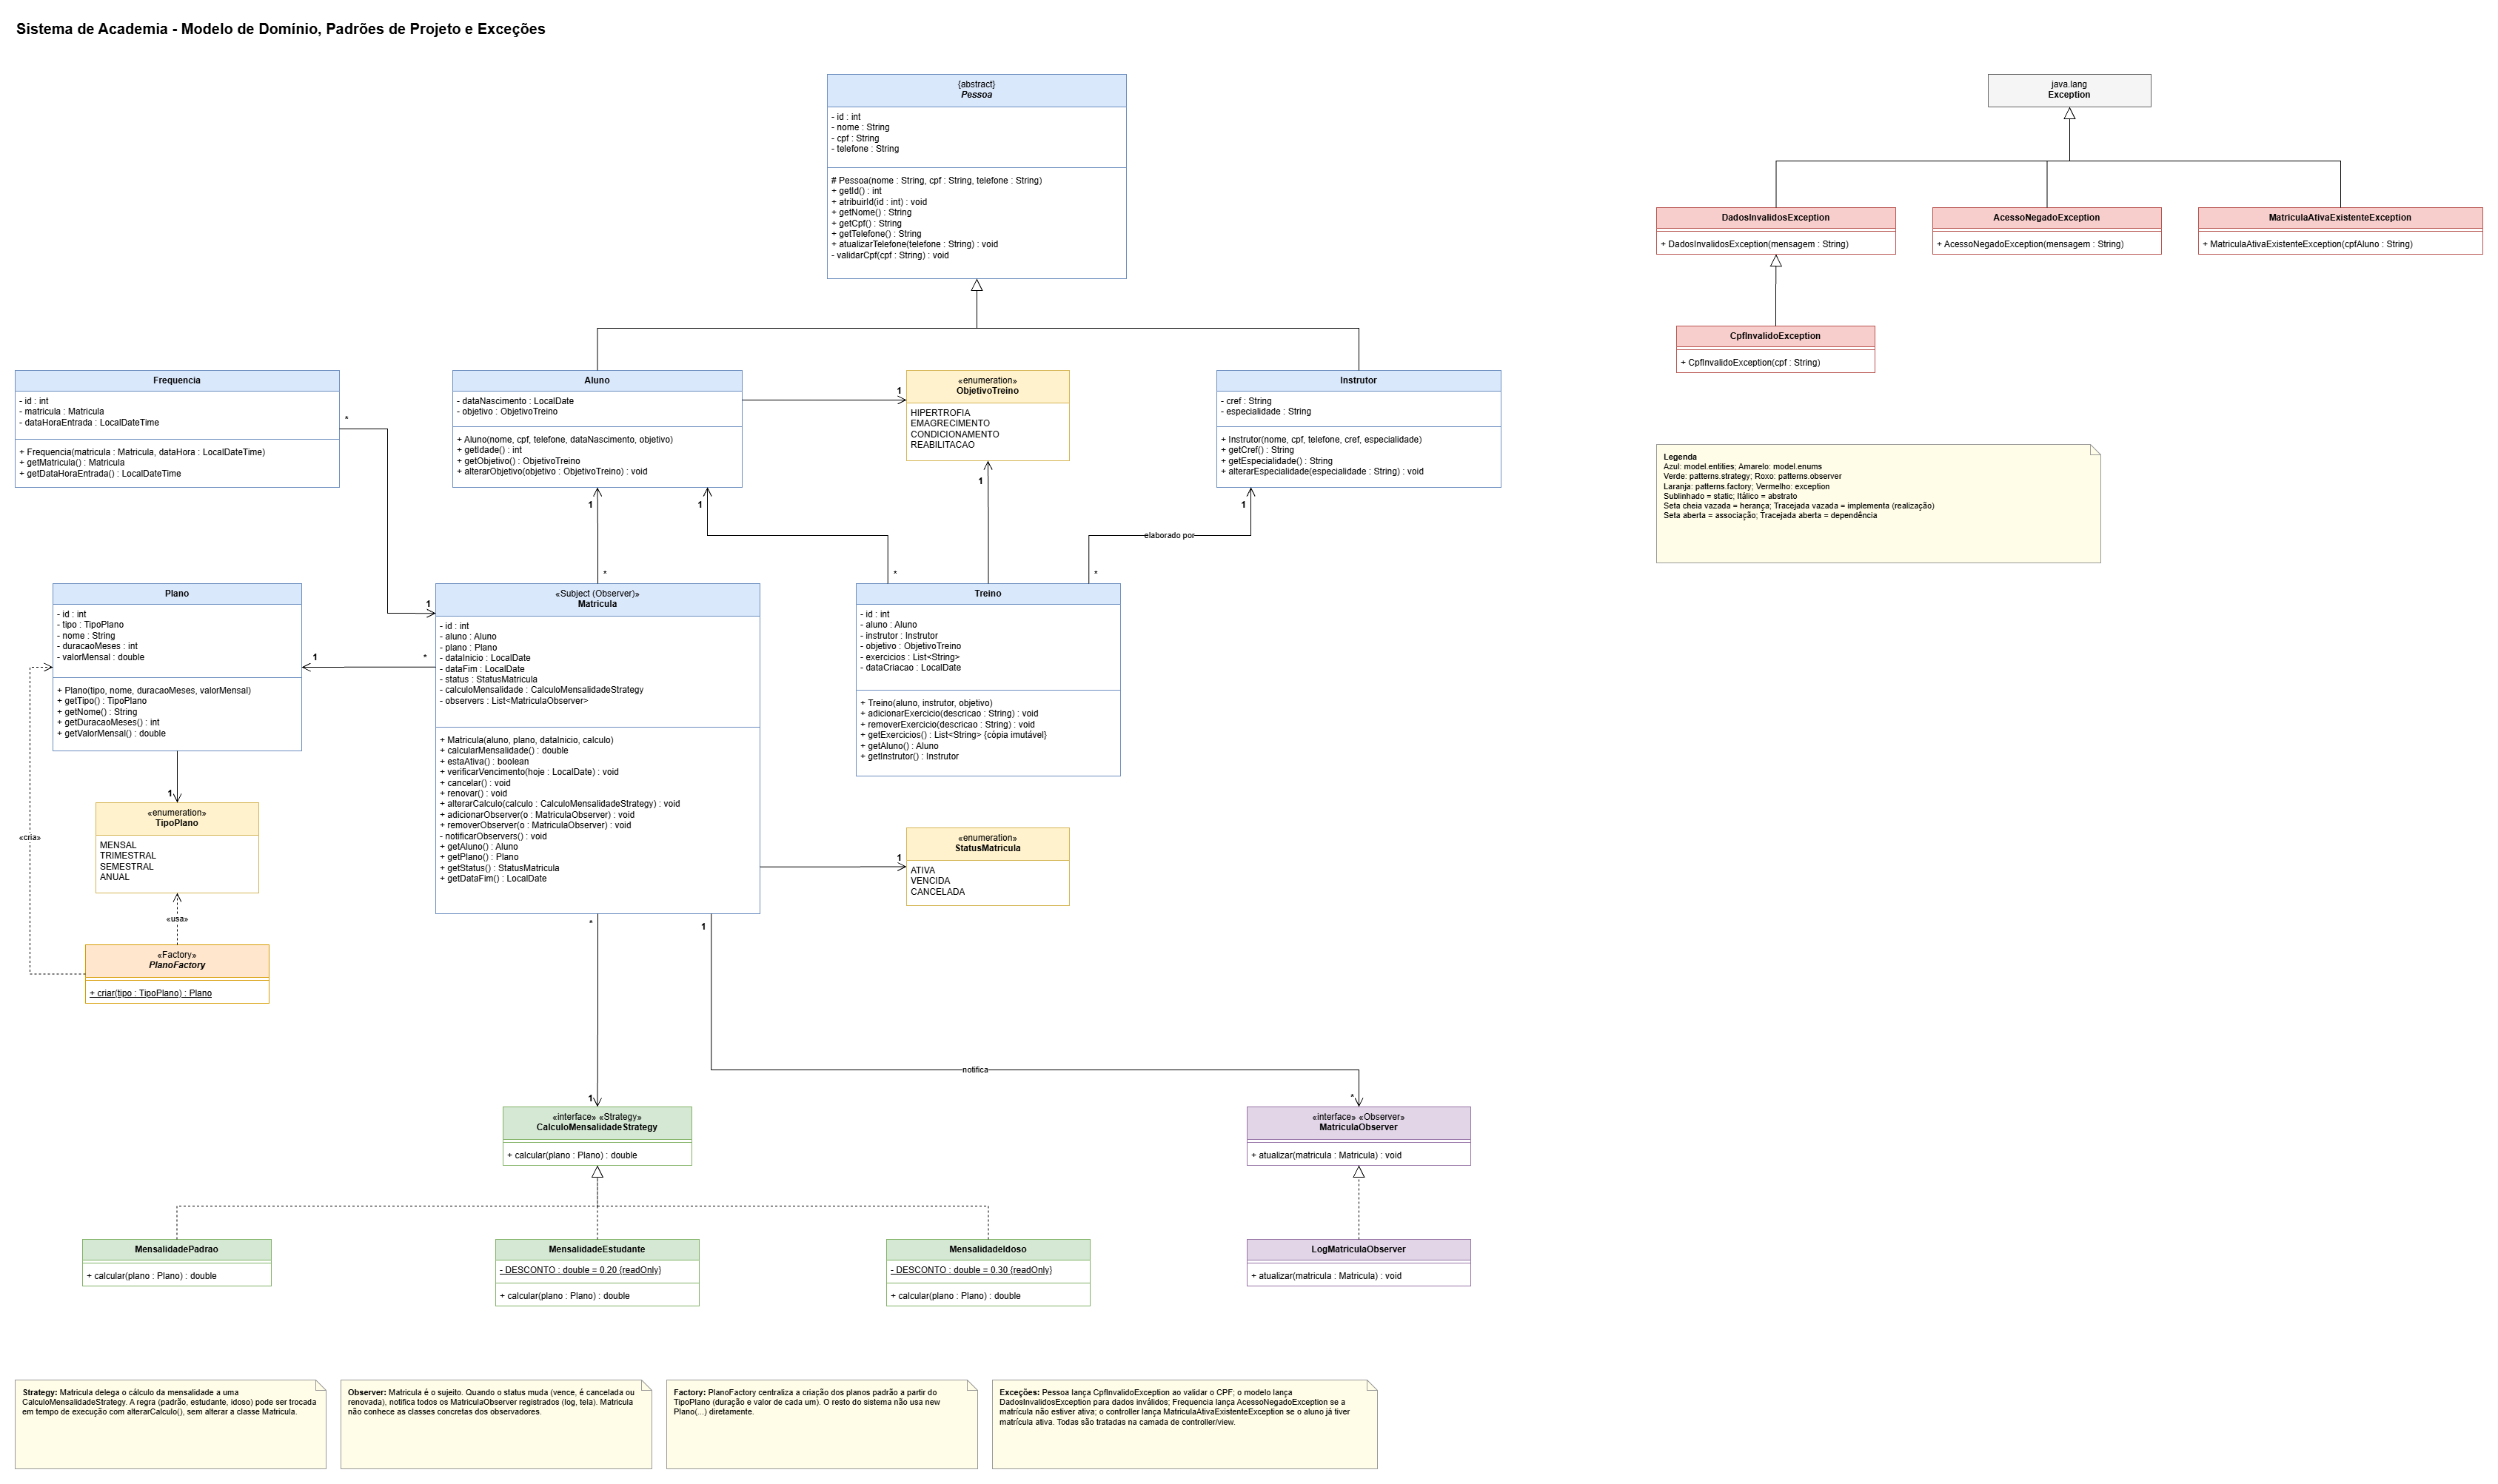 Sistema de Academia - Modelo de Domínio, Padrões de Projeto e Exceções
{abstract}
Pessoa
- id : int
- nome : String
- cpf : String
- telefone : String
# Pessoa(nome : String, cpf : String, telefone : String)
+ getId() : int
+ atribuirId(id : int) : void
+ getNome() : String
+ getCpf() : String
+ getTelefone() : String
+ atualizarTelefone(telefone : String) : void
- validarCpf(cpf : String) : void
java.lang
Exception
DadosInvalidosException
+ DadosInvalidosException(mensagem : String)
AcessoNegadoException
+ AcessoNegadoException(mensagem : String)
MatriculaAtivaExistenteException
+ MatriculaAtivaExistenteException(cpfAluno : String)
CpfInvalidoException
+ CpfInvalidoException(cpf : String)
Frequencia
- id : int
- matricula : Matricula
- dataHoraEntrada : LocalDateTime
+ Frequencia(matricula : Matricula, dataHora : LocalDateTime)
+ getMatricula() : Matricula
+ getDataHoraEntrada() : LocalDateTime
*
1
Aluno
- dataNascimento : LocalDate
- objetivo : ObjetivoTreino
+ Aluno(nome, cpf, telefone, dataNascimento, objetivo)
+ getIdade() : int
+ getObjetivo() : ObjetivoTreino
+ alterarObjetivo(objetivo : ObjetivoTreino) : void
1
«enumeration»
ObjetivoTreino
HIPERTROFIA
EMAGRECIMENTO
CONDICIONAMENTO
REABILITACAO
Instrutor
- cref : String
- especialidade : String
+ Instrutor(nome, cpf, telefone, cref, especialidade)
+ getCref() : String
+ getEspecialidade() : String
+ alterarEspecialidade(especialidade : String) : void
Legenda
Azul: model.entities; Amarelo: model.enums
Verde: patterns.strategy; Roxo: patterns.observer
Laranja: patterns.factory; Vermelho: exception
Sublinhado = static; Itálico = abstrato
Seta cheia vazada = herança; Tracejada vazada = implementa (realização)
Seta aberta = associação; Tracejada aberta = dependência
1
*
1
*
1
1
elaborado por
*
Plano
- id : int
- tipo : TipoPlano
- nome : String
- duracaoMeses : int
- valorMensal : double
+ Plano(tipo, nome, duracaoMeses, valorMensal)
+ getTipo() : TipoPlano
+ getNome() : String
+ getDuracaoMeses() : int
+ getValorMensal() : double
1
*
«Subject (Observer)»
Matricula
- id : int
- aluno : Aluno
- plano : Plano
- dataInicio : LocalDate
- dataFim : LocalDate
- status : StatusMatricula
- calculoMensalidade : CalculoMensalidadeStrategy
- observers : List<MatriculaObserver>
+ Matricula(aluno, plano, dataInicio, calculo)
+ calcularMensalidade() : double
+ estaAtiva() : boolean
+ verificarVencimento(hoje : LocalDate) : void
+ cancelar() : void
+ renovar() : void
+ alterarCalculo(calculo : CalculoMensalidadeStrategy) : void
+ adicionarObserver(o : MatriculaObserver) : void
+ removerObserver(o : MatriculaObserver) : void
- notificarObservers() : void
+ getAluno() : Aluno
+ getPlano() : Plano
+ getStatus() : StatusMatricula
+ getDataFim() : LocalDate
Treino
- id : int
- aluno : Aluno
- instrutor : Instrutor
- objetivo : ObjetivoTreino
- exercicios : List<String>
- dataCriacao : LocalDate
+ Treino(aluno, instrutor, objetivo)
+ adicionarExercicio(descricao : String) : void
+ removerExercicio(descricao : String) : void
+ getExercicios() : List<String> {cópia imutável}
+ getAluno() : Aluno
+ getInstrutor() : Instrutor
1
«enumeration»
TipoPlano
MENSAL
TRIMESTRAL
SEMESTRAL
ANUAL
«cria»
«usa»
«Factory»
PlanoFactory
+ criar(tipo : TipoPlano) : Plano
1
«enumeration»
StatusMatricula
ATIVA
VENCIDA
CANCELADA
*
1
notifica
1
*
«interface» «Strategy»
CalculoMensalidadeStrategy
+ calcular(plano : Plano) : double
«interface» «Observer»
MatriculaObserver
+ atualizar(matricula : Matricula) : void
MensalidadePadrao
+ calcular(plano : Plano) : double
MensalidadeEstudante
- DESCONTO : double = 0.20 {readOnly}
+ calcular(plano : Plano) : double
MensalidadeIdoso
- DESCONTO : double = 0.30 {readOnly}
+ calcular(plano : Plano) : double
LogMatriculaObserver
+ atualizar(matricula : Matricula) : void
Strategy: Matricula delega o cálculo da mensalidade a uma
CalculoMensalidadeStrategy. A regra (padrão, estudante, idoso) pode ser trocada
em tempo de execução com alterarCalculo(), sem alterar a classe Matricula.
Observer: Matricula é o sujeito. Quando o status muda (vence, é cancelada ou
renovada), notifica todos os MatriculaObserver registrados (log, tela). Matricula
não conhece as classes concretas dos observadores.
Factory: PlanoFactory centraliza a criação dos planos padrão a partir do
TipoPlano (duração e valor de cada um). O resto do sistema não usa new
Plano(...) diretamente.
Exceções: Pessoa lança CpfInvalidoException ao validar o CPF; o modelo lança
DadosInvalidosException para dados inválidos; Frequencia lança AcessoNegadoException se a
matrícula não estiver ativa; o controller lança MatriculaAtivaExistenteException se o aluno já tiver
matrícula ativa. Todas são tratadas na camada de controller/view.